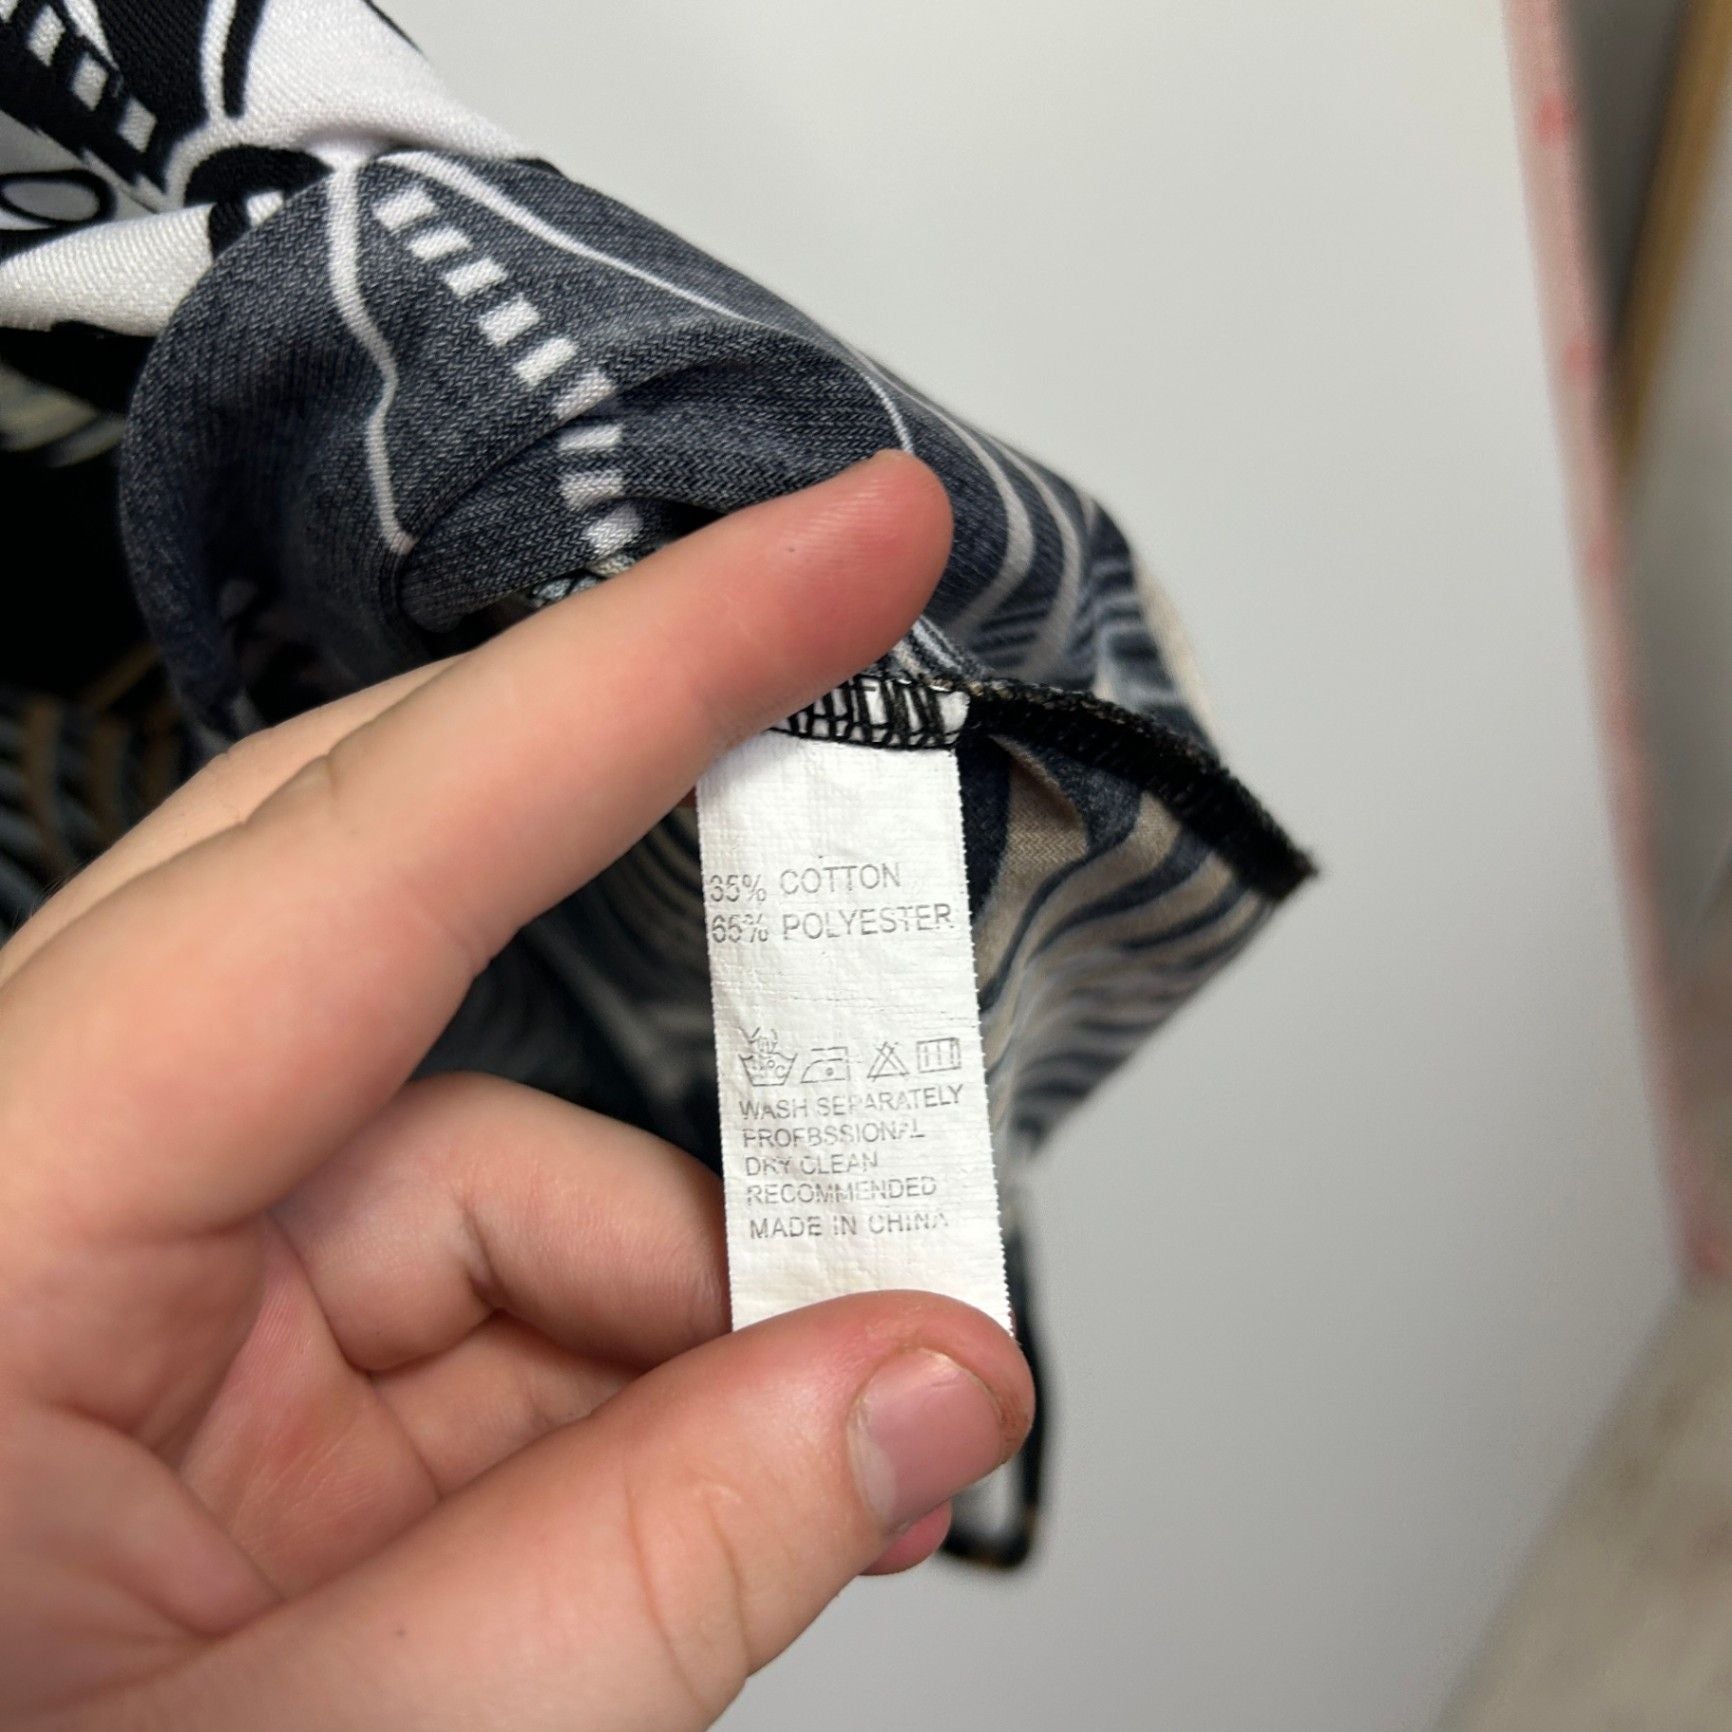 35% COTTON
65% POLYESTER
WASH SEPARATELY
PROFBSSIONAL
DRY CLEAN
RECOMMENDED
MADE IN CHINA